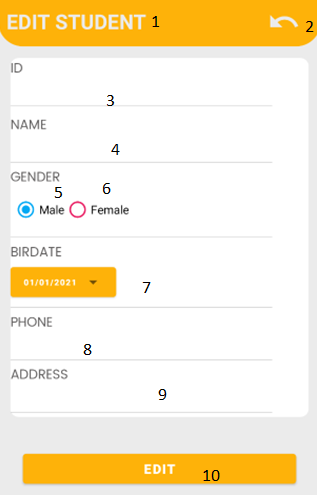 EDIT STUDENT 1
2
ID
3
NAME
4
GENDER
5 6
Male Female
BIRDATE
01/01/2021 7
PHONE
8
ADDRESS
9
EDIT 10